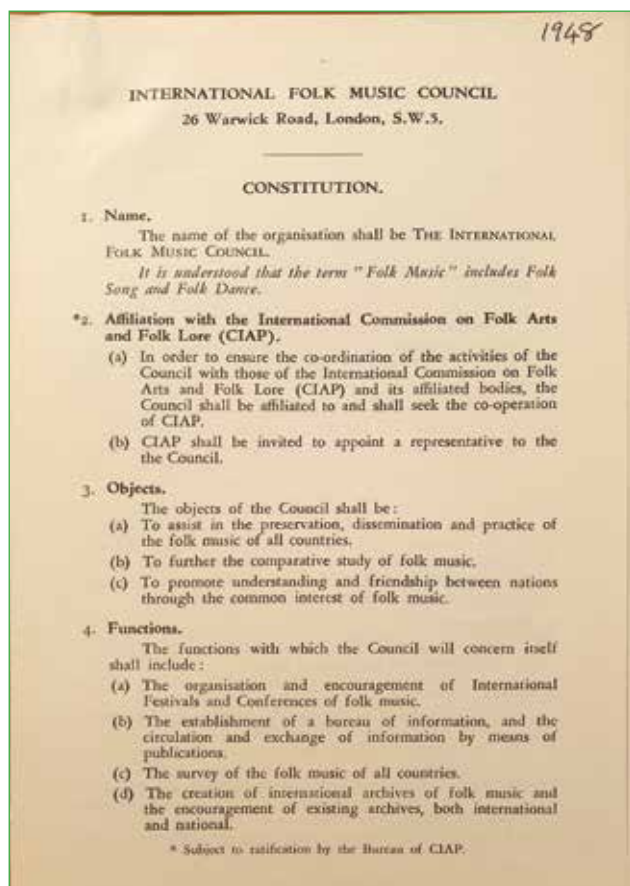 1948
INTERNATIONAL FOLK MUSIC COUNCIL
26 Warwick Road, London, S.W.5.
CONSTITUTION.
1. Name.
The name of the organisation shall be THE INTERNATIONAL
FOLK MUSIC COUNCIL.
It is understood that the term "Folk Music" includes Folk
Song and Folk Dance.
*2. Affiliation with the International Commission on Folk Arts
and Folk Lore (CIAP).
(a) In order to ensure the co-ordination of the activities of the
Council with those of the International Commission on Folk
Arts and Folk Lore (CIAP) and its affiliated bodies, the
Council shall be affiliated to and shall seek the co-operation
of CIAP.
(b) CIAP shall be invited to appoint a representative to the
the Council.
3. Objects.
The objects of the Council shall be :
(a) To assist in the preservation, dissemination and practice of
the folk music of all countries.
(b) To further the comparative study of folk music.
(c) To promote understanding and friendship between nations
through the common interest of folk music.
4. Functions.
The functions with which the Council will concern itself
shall include :
(a) The organisation and encouragement of International
Festivals and Conferences of folk music.
(b) The establishment of a bureau of information, and the
circulation and exchange of information by means of
publications.
(c) The survey of the folk music of all countries.
(d) The creation of international archives of folk music and
the encouragement of existing archives, both international
and national.
* Subject to ratification by the Bureau of CIAP.